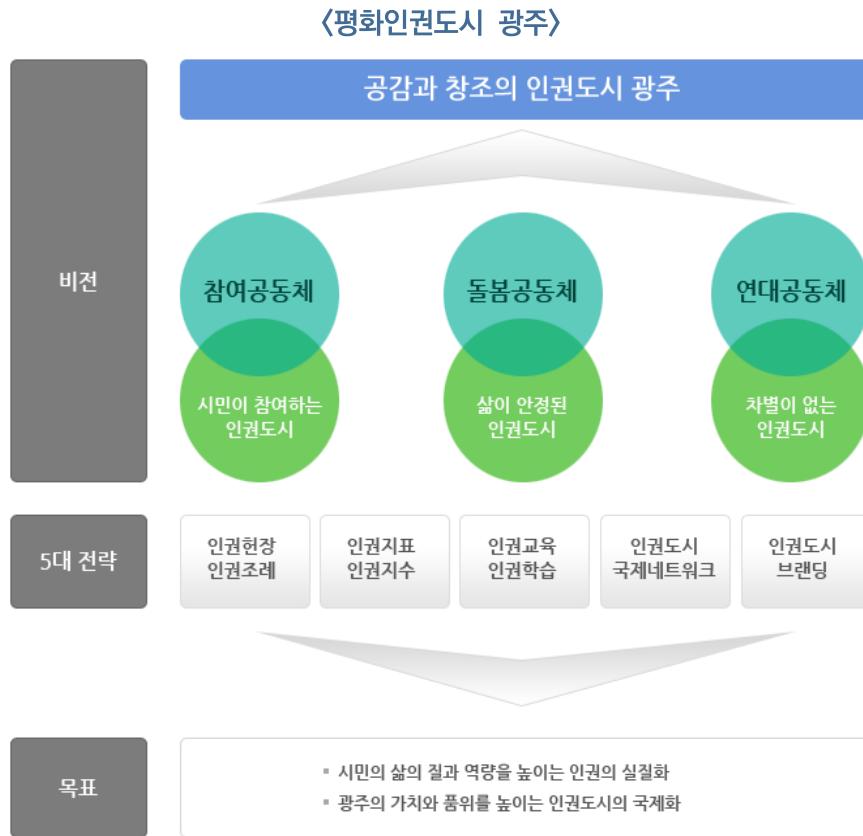 〈평화인권도시 광주〉
비전
공감과 창조의 인권도시 광주
참여공동체
돌봄공동체
연대공동체
시민이 참여하는
인권도시
삶이 안정된
인권도시
차별이 없는
인권도시
5대 전략
인권헌장
인권조례
인권지표
인권지수
인권교육
인권학습
인권도시
국제네트워크
인권도시
브랜딩
목표
▪ 시민의 삶의 질과 역량을 높이는 인권의 실질화
▪ 광주의 가치와 품위를 높이는 인권도시의 국제화